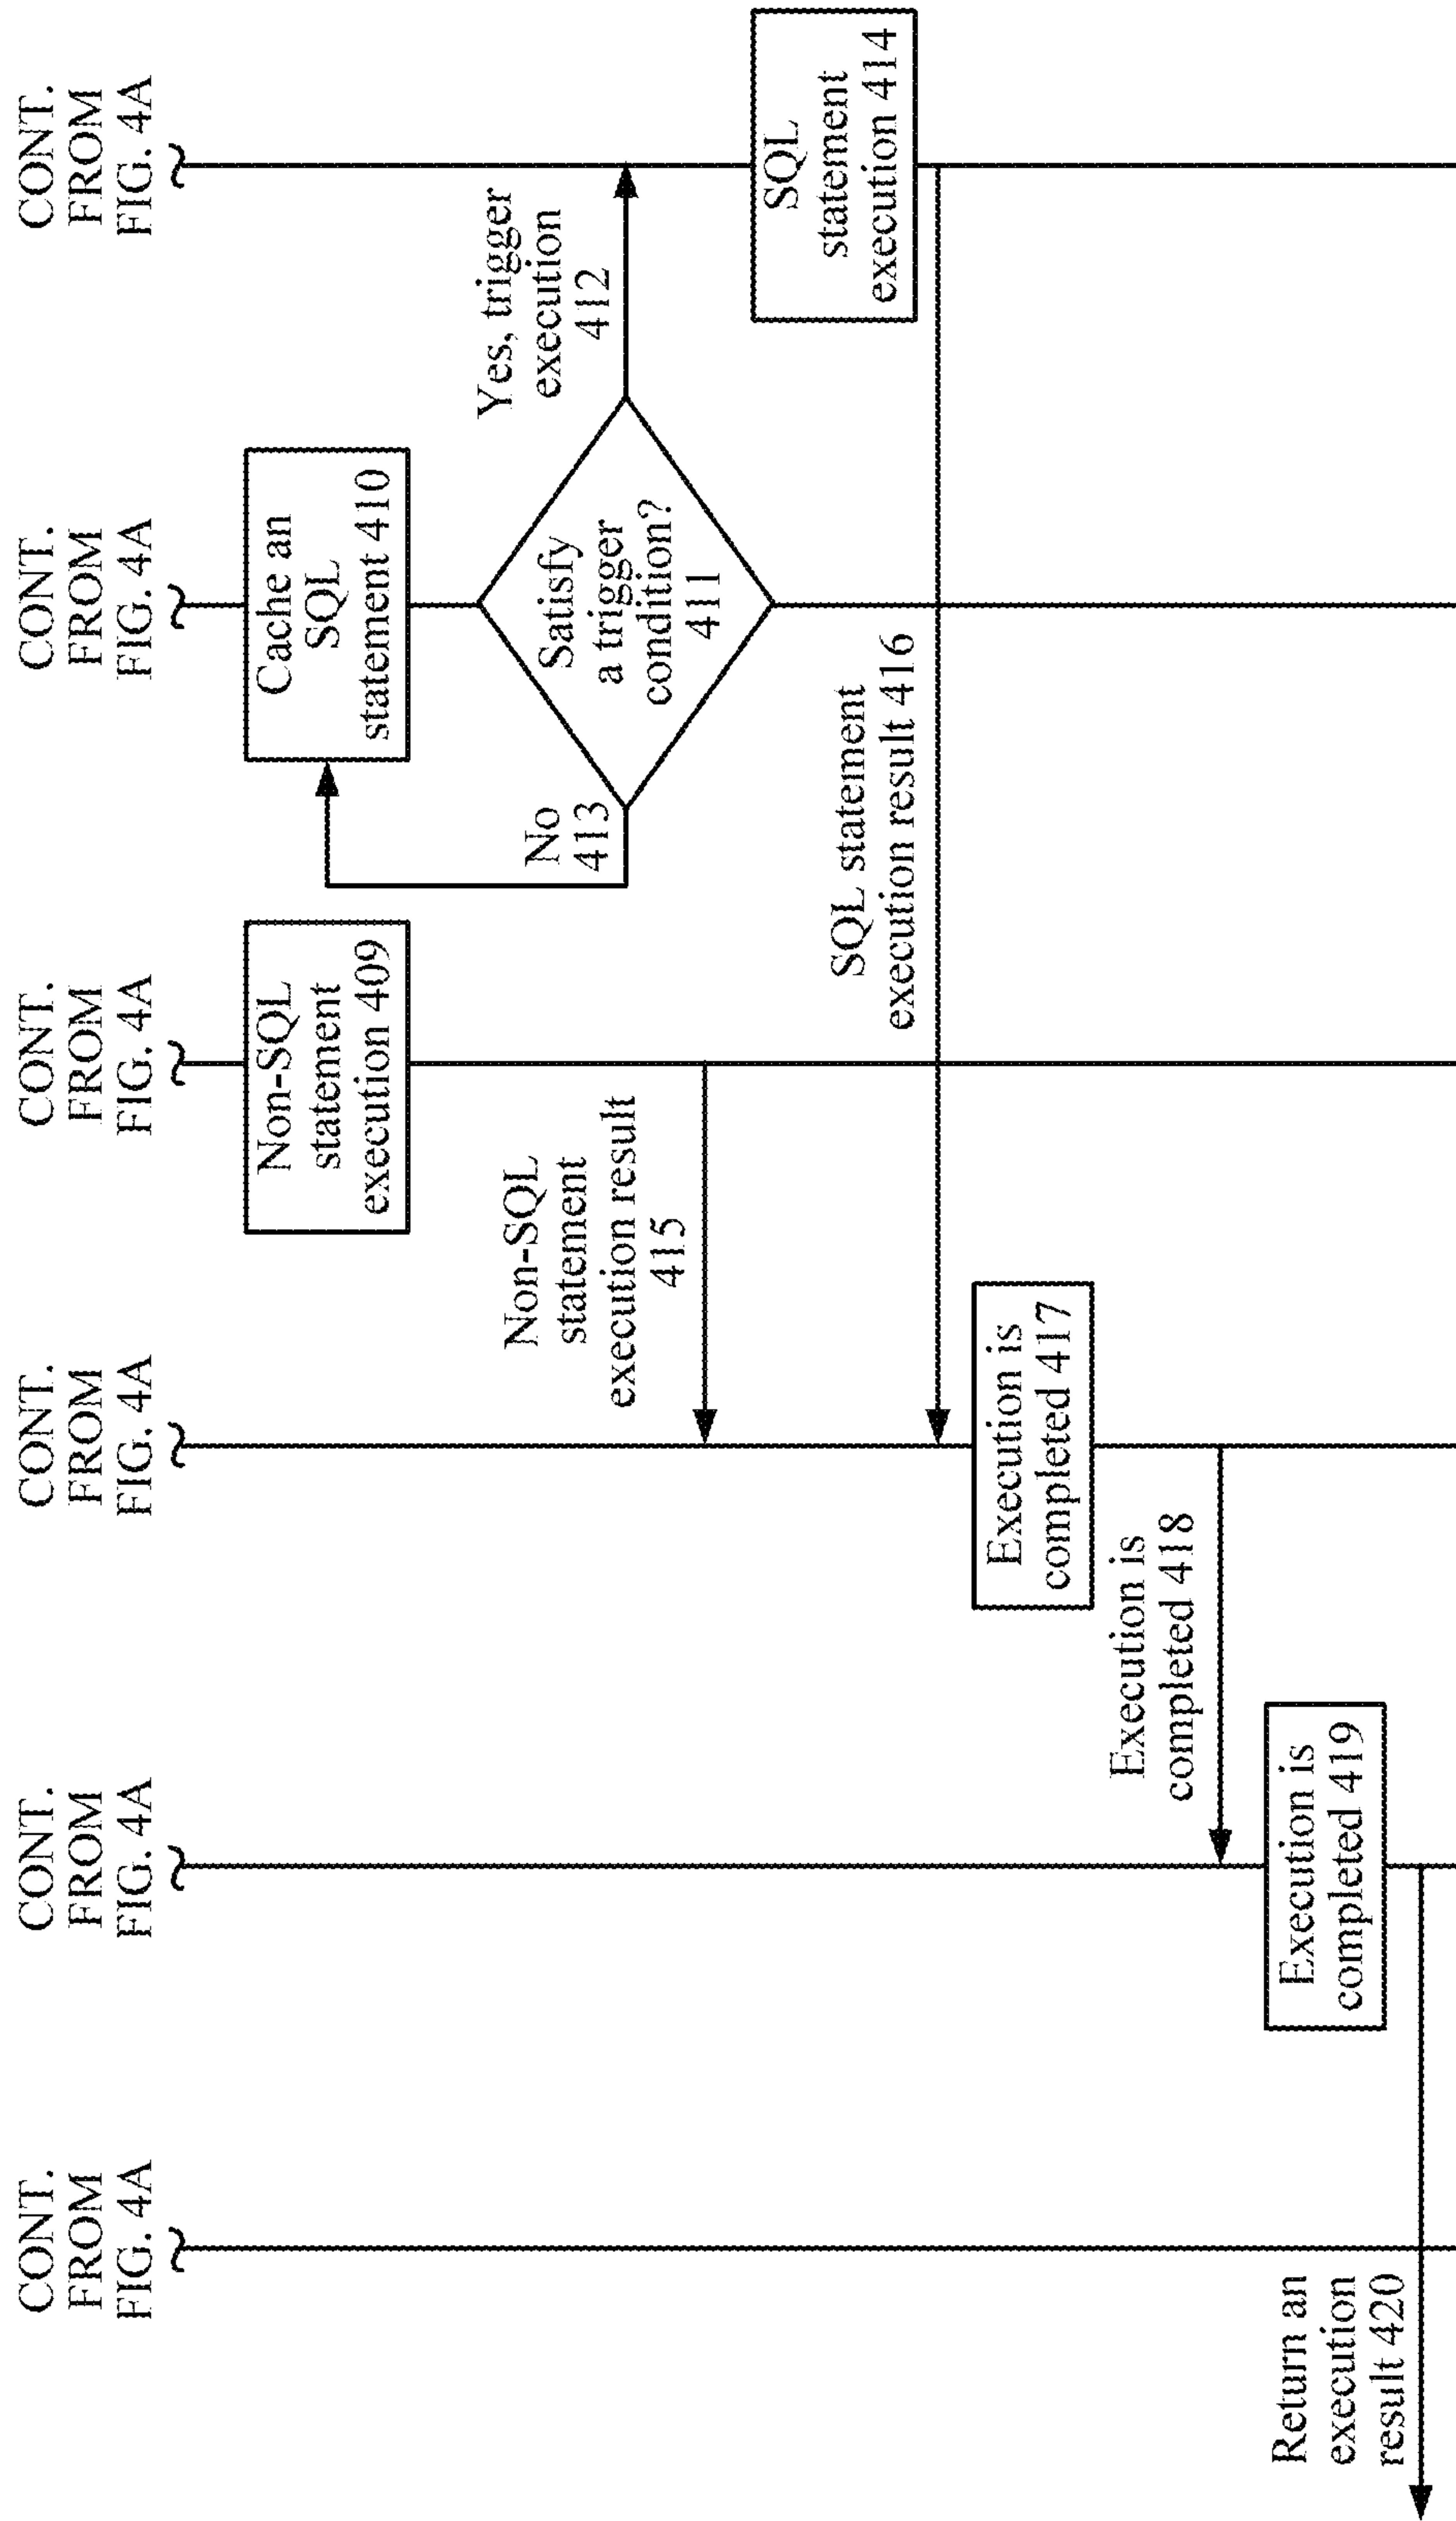 CONT.
FROM
FIG. 4A
CONT.
FROM
FIG. 4A
CONT.
FROM
FIG. 4A
CONT.
FROM
FIG. 4A
CONT.
FROM
FIG. 4A
CONT.
FROM
FIG. 4A
Non-SQL
statement
execution 409
Cache an
SQL
statement 410
Satisfy
a trigger
condition?
411
Yes, trigger
execution
412
No
413
SQL
statement
execution 414
Non-SQL
statement
execution result
415
SQL statement
execution result 416
Execution is
completed 417
Execution is
completed 418
Execution is
completed 419
Return an
execution
result 420